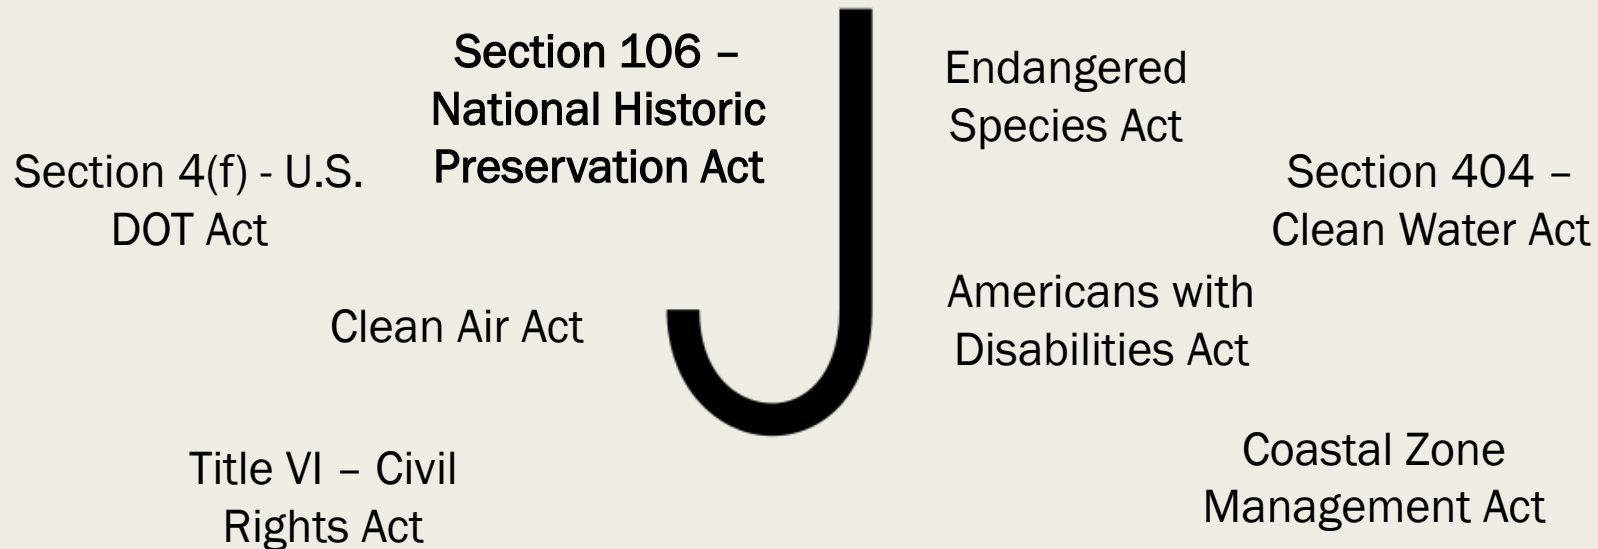 Section 106 –
National Historic
Preservation Act
Endangered
Species Act
Section 4(f) - U.S.
DOT Act
Section 404 –
Clean Water Act
Clean Air Act
Americans with
Disabilities Act
Title VI – Civil
Rights Act
Coastal Zone
Management Act